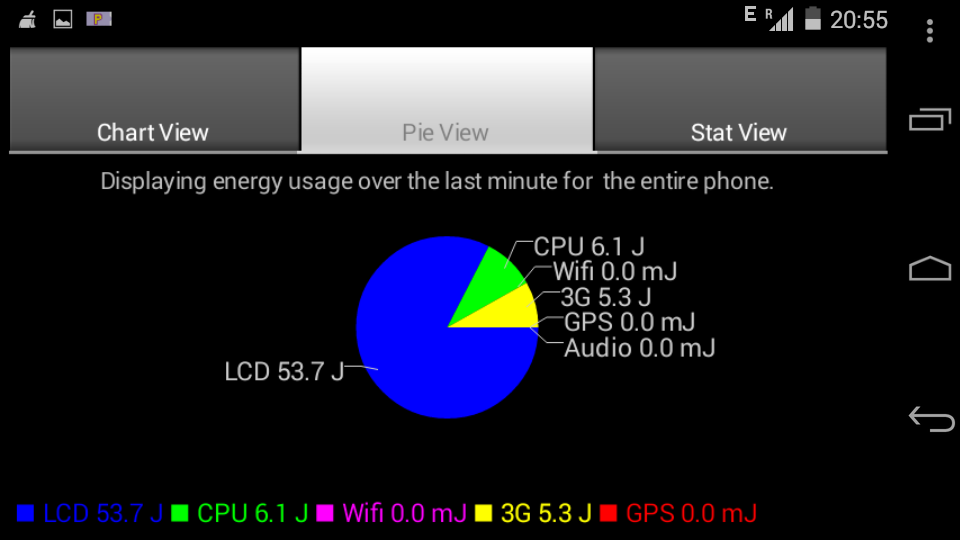 E R 20:55
P
Chart View Pie View Stat View
Displaying energy usage over the last minute for the entire phone.
CPU 6.1 J
Wifi 0.0 mJ
3G 5.3 J
GPS 0.0 mJ
Audio 0.0 mJ
LCD 53.7 J
LCD 53.7 J CPU 6.1 J Wifi 0.0 mJ 3G 5.3 J GPS 0.0 mJ